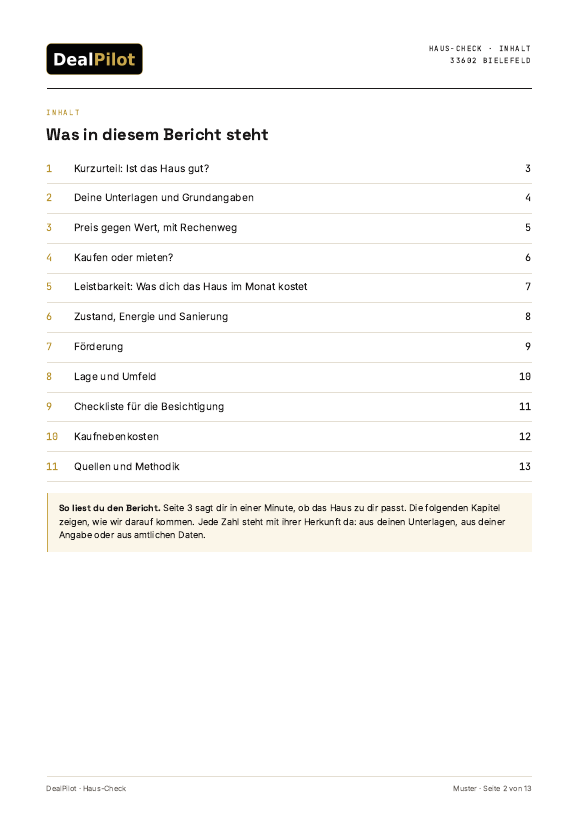 DealPilot
HAUS-CHECK · INHALT
33602 BIELEFELD
INHALT
Was in diesem Bericht steht
1 Kurzurteil: Ist das Haus gut? 3
2 Deine Unterlagen und Grundangaben 4
3 Preis gegen Wert, mit Rechenweg 5
4 Kaufen oder mieten? 6
5 Leistbarkeit: Was dich das Haus im Monat kostet 7
6 Zustand, Energie und Sanierung 8
7 Förderung 9
8 Lage und Umfeld 10
9 Checkliste für die Besichtigung 11
10 Kaufnebenkosten 12
11 Quellen und Methodik 13
So liest du den Bericht. Seite 3 sagt dir in einer Minute, ob das Haus zu dir passt. Die folgenden Kapitel
zeigen, wie wir darauf kommen. Jede Zahl steht mit ihrer Herkunft da: aus deinen Unterlagen, aus deiner
Angabe oder aus amtlichen Daten.
DealPilot · Haus-Check
Muster · Seite 2 von 13